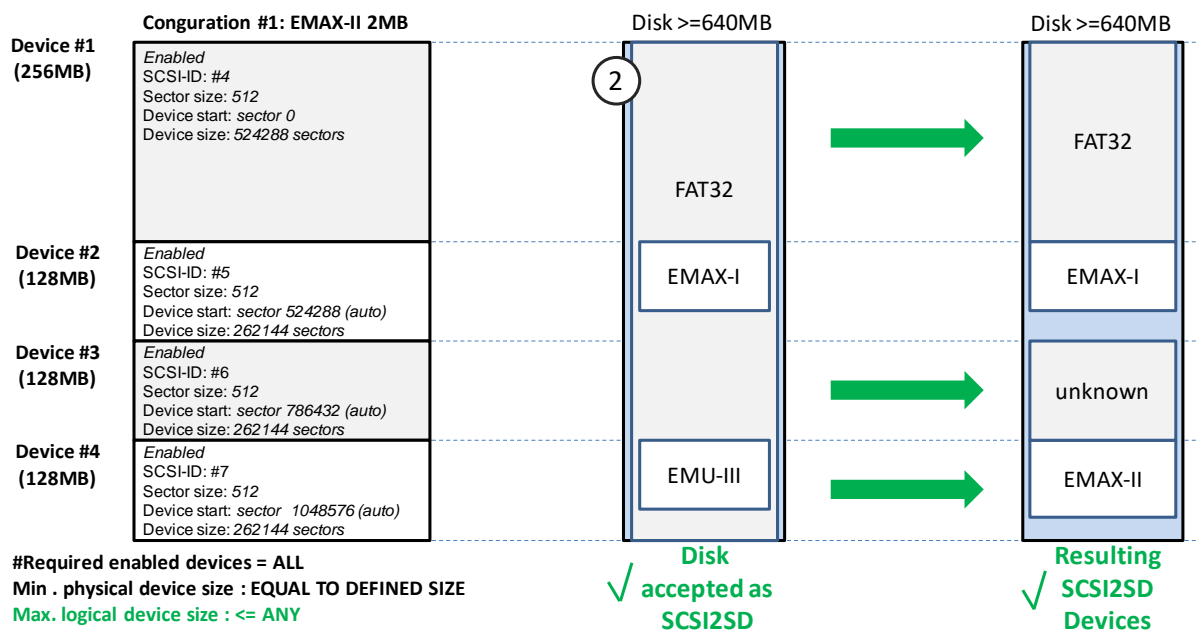 Conguration #1: EMAX-II 2MB
Disk >=640MB
Disk >=640MB
Device #1
(256MB)
Enabled
SCSI-ID: #4
Sector size: 512
Device start: sector 0
Device size: 524288 sectors
2
FAT32
FAT32
Device #2
(128MB)
Enabled
SCSI-ID: #5
Sector size: 512
Device start: sector 524288 (auto)
Device size: 262144 sectors
EMAX-I
EMAX-I
Device #3
(128MB)
Enabled
SCSI-ID: #6
Sector size: 512
Device start: sector 786432 (auto)
Device size: 262144 sectors
unknown
Device #4
(128MB)
Enabled
SCSI-ID: #7
Sector size: 512
Device start: sector 1048576 (auto)
Device size: 262144 sectors
EMU-III
EMAX-II
#Required enabled devices = ALL
Min . physical device size : EQUAL TO DEFINED SIZE
Max. logical device size : <= ANY
Disk
accepted as
SCSI2SD
Resulting
SCSI2SD
Devices